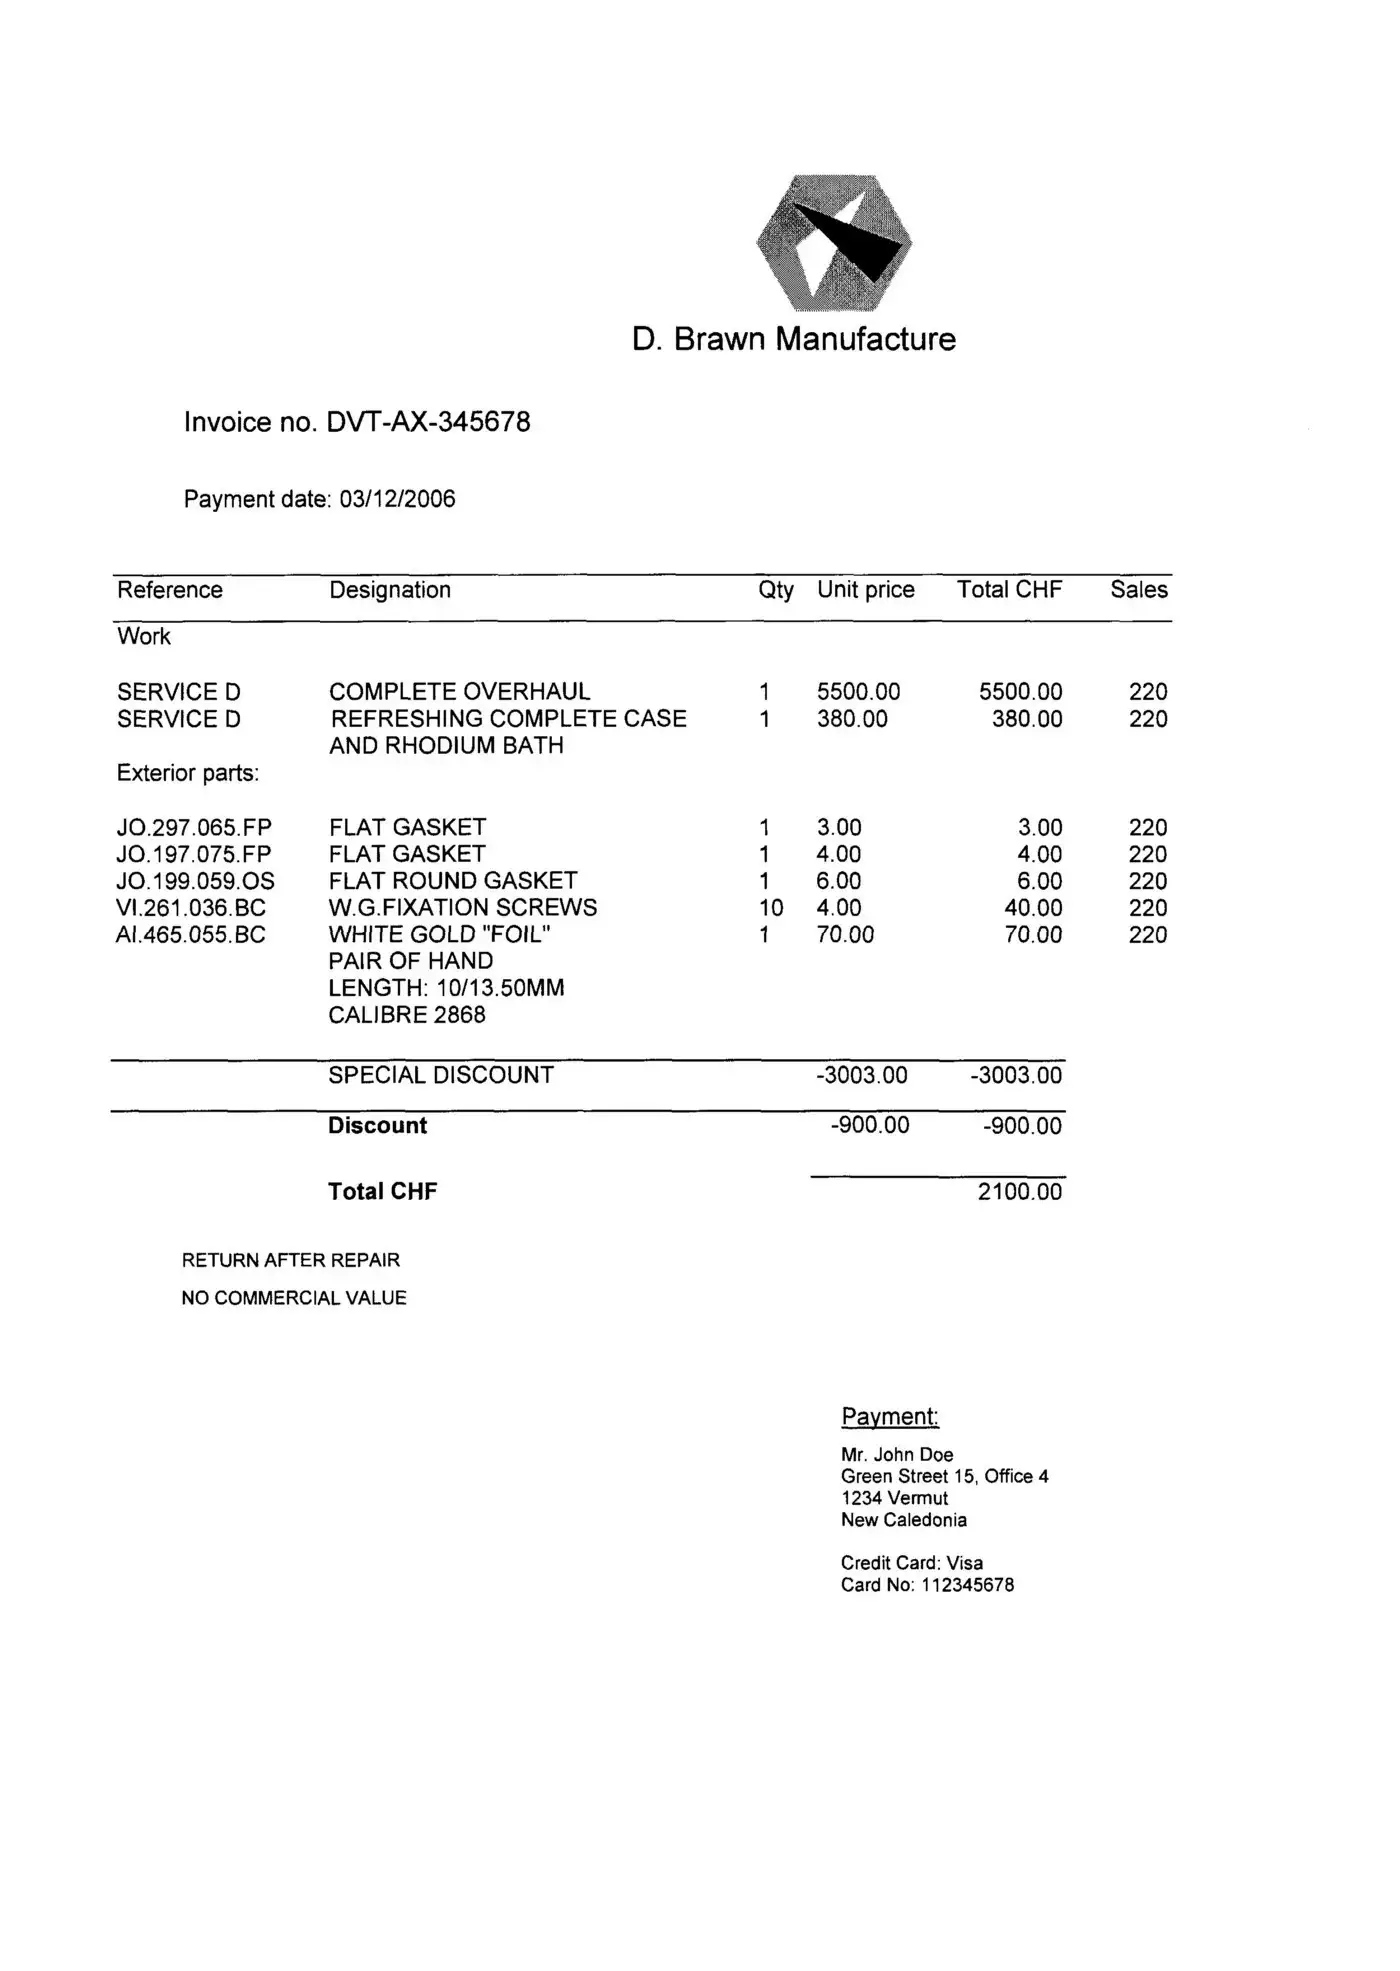 D. Brawn Manufacture
Invoice no. DVT-AX-345678
Payment date: 03/12/2006
Reference Designation Qty Unit price Total CHF Sales
Work
SERVICE D COMPLETE OVERHAUL 1 5500.00 5500.00 220
SERVICE D REFRESHING COMPLETE CASE 1 380.00 380.00 220
AND RHODIUM BATH
Exterior parts:
JO.297.065.FP FLAT GASKET 1 3.00 3.00 220
JO.197.075.FP FLAT GASKET 1 4.00 4.00 220
JO.199.059.OS FLAT ROUND GASKET 1 6.00 6.00 220
VI.261.036.BC W.G.FIXATION SCREWS 10 4.00 40.00 220
AI.465.055.BC WHITE GOLD "FOIL" 1 70.00 70.00 220
PAIR OF HAND
LENGTH: 10/13.50MM
CALIBRE 2868
SPECIAL DISCOUNT -3003.00 -3003.00
Discount -900.00 -900.00
Total CHF 2100.00
RETURN AFTER REPAIR
NO COMMERCIAL VALUE
Payment:
Mr. John Doe
Green Street 15, Office 4
1234 Vermut
New Caledonia
Credit Card: Visa
Card No: 112345678